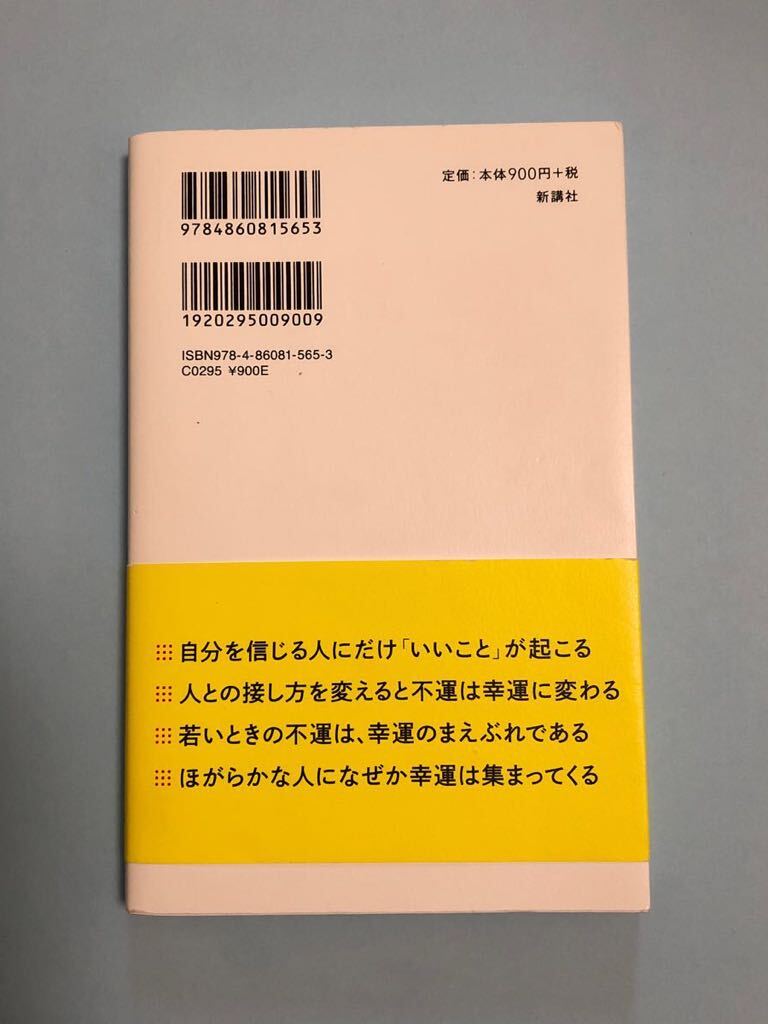 9784860815653
定価:本体900円+税
新講社
1920295009009
ISBN978-4-86081-565-3
C0295 ¥900E
自分を信じる人にだけ「いいこと」が起こる
人との接し方を変えると不運は幸運に変わる
若いときの不運は、幸運のまえぶれである
ほがらかな人になぜか幸運は集まってくる